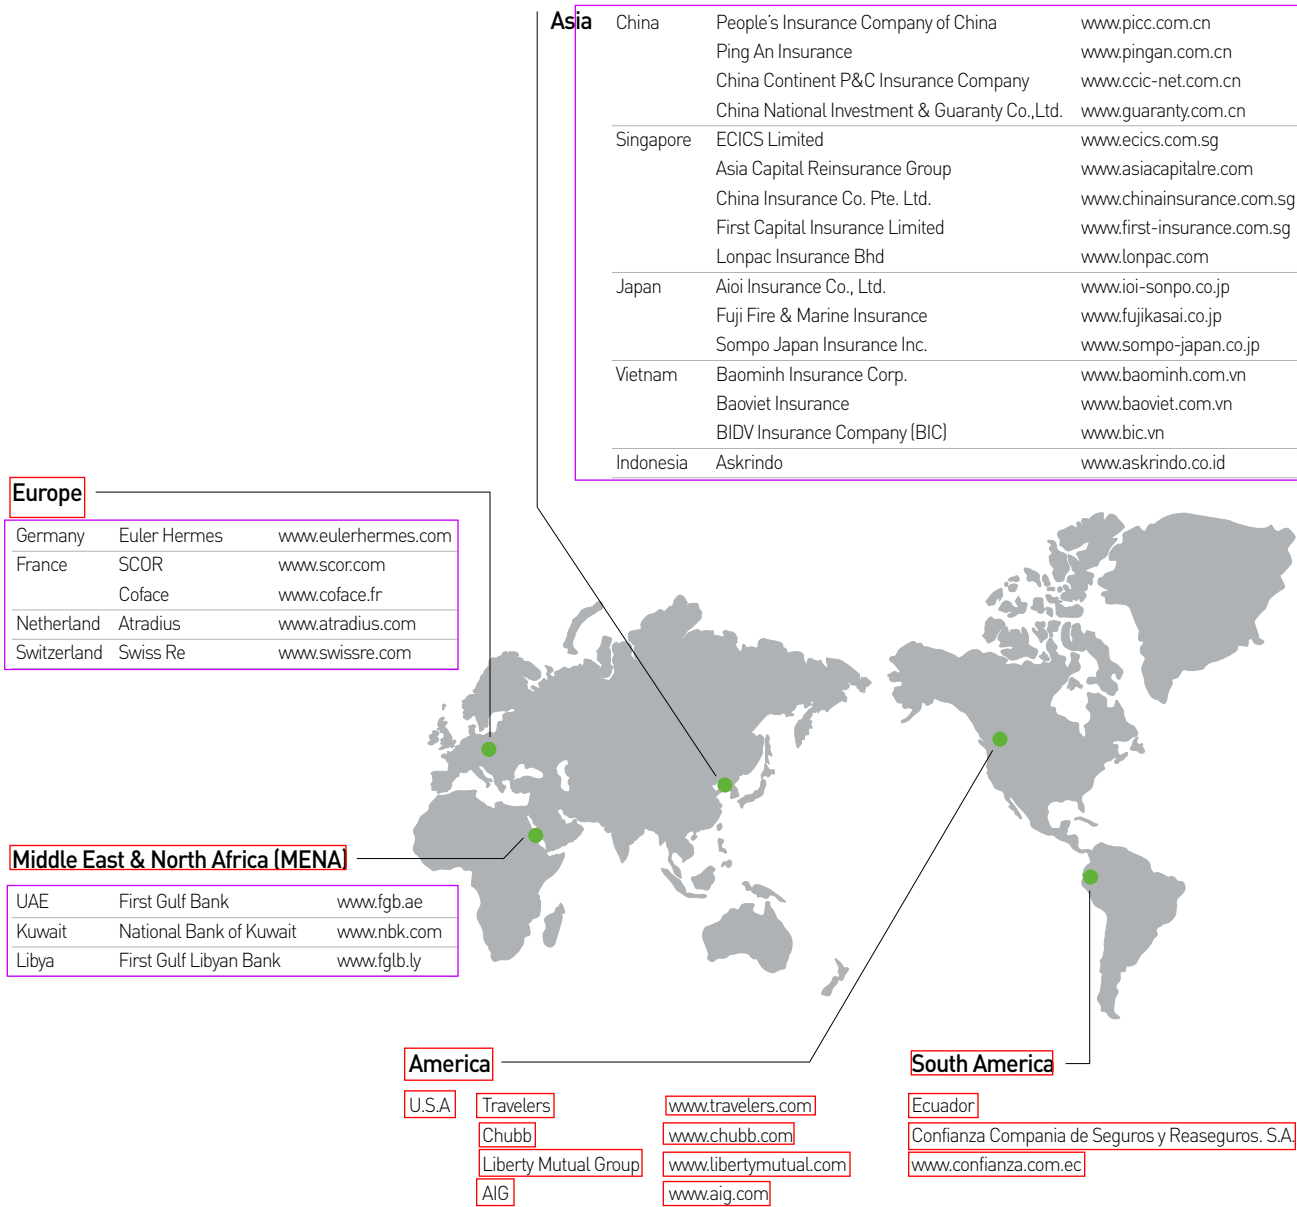 Asia China People's Insurance Company of China www.picc.com.cn
Ping An Insurance www.pingan.com.cn
China Continent P&C Insurance Company www.ccic-net.com.cn
China National Investment & Guaranty Co.,Ltd. www.guaranty.com.cn
Singapore ECICS Limited www.ecics.com.sg
Asia Capital Reinsurance Group www.asiacapitalre.com
China Insurance Co. Pte. Ltd. www.chinainsurance.com.sg
First Capital Insurance Limited www.first-insurance.com.sg
Lonpac Insurance Bhd www.lonpac.com
Japan Aioi Insurance Co., Ltd. www.ioi-sonpo.co.jp
Fuji Fire & Marine Insurance www.fujikasai.co.jp
Sompo Japan Insurance Inc. www.sompo-japan.co.jp
Vietnam Baominh Insurance Corp. www.baominh.com.vn
Baoviet Insurance www.baoviet.com.vn
BIDV Insurance Company (BIC) www.bic.vn
Indonesia Askrindo www.askrindo.co.id
Europe
Germany Euler Hermes www.eulerhermes.com
France SCOR www.scor.com
Coface www.coface.fr
Netherland Atradius www.atradius.com
Switzerland Swiss Re www.swissre.com
Middle East & North Africa (MENA)
UAE First Gulf Bank www.fgb.ae
Kuwait National Bank of Kuwait www.nbk.com
Libya First Gulf Libyan Bank www.fglb.ly
America
U.S.A Travelers www.travelers.com
Chubb www.chubb.com
Liberty Mutual Group www.libertymutual.com
AIG www.aig.com
South America
Ecuador
Confianza Compania de Seguros y Reaseguros. S.A.
www.confianza.com.ec